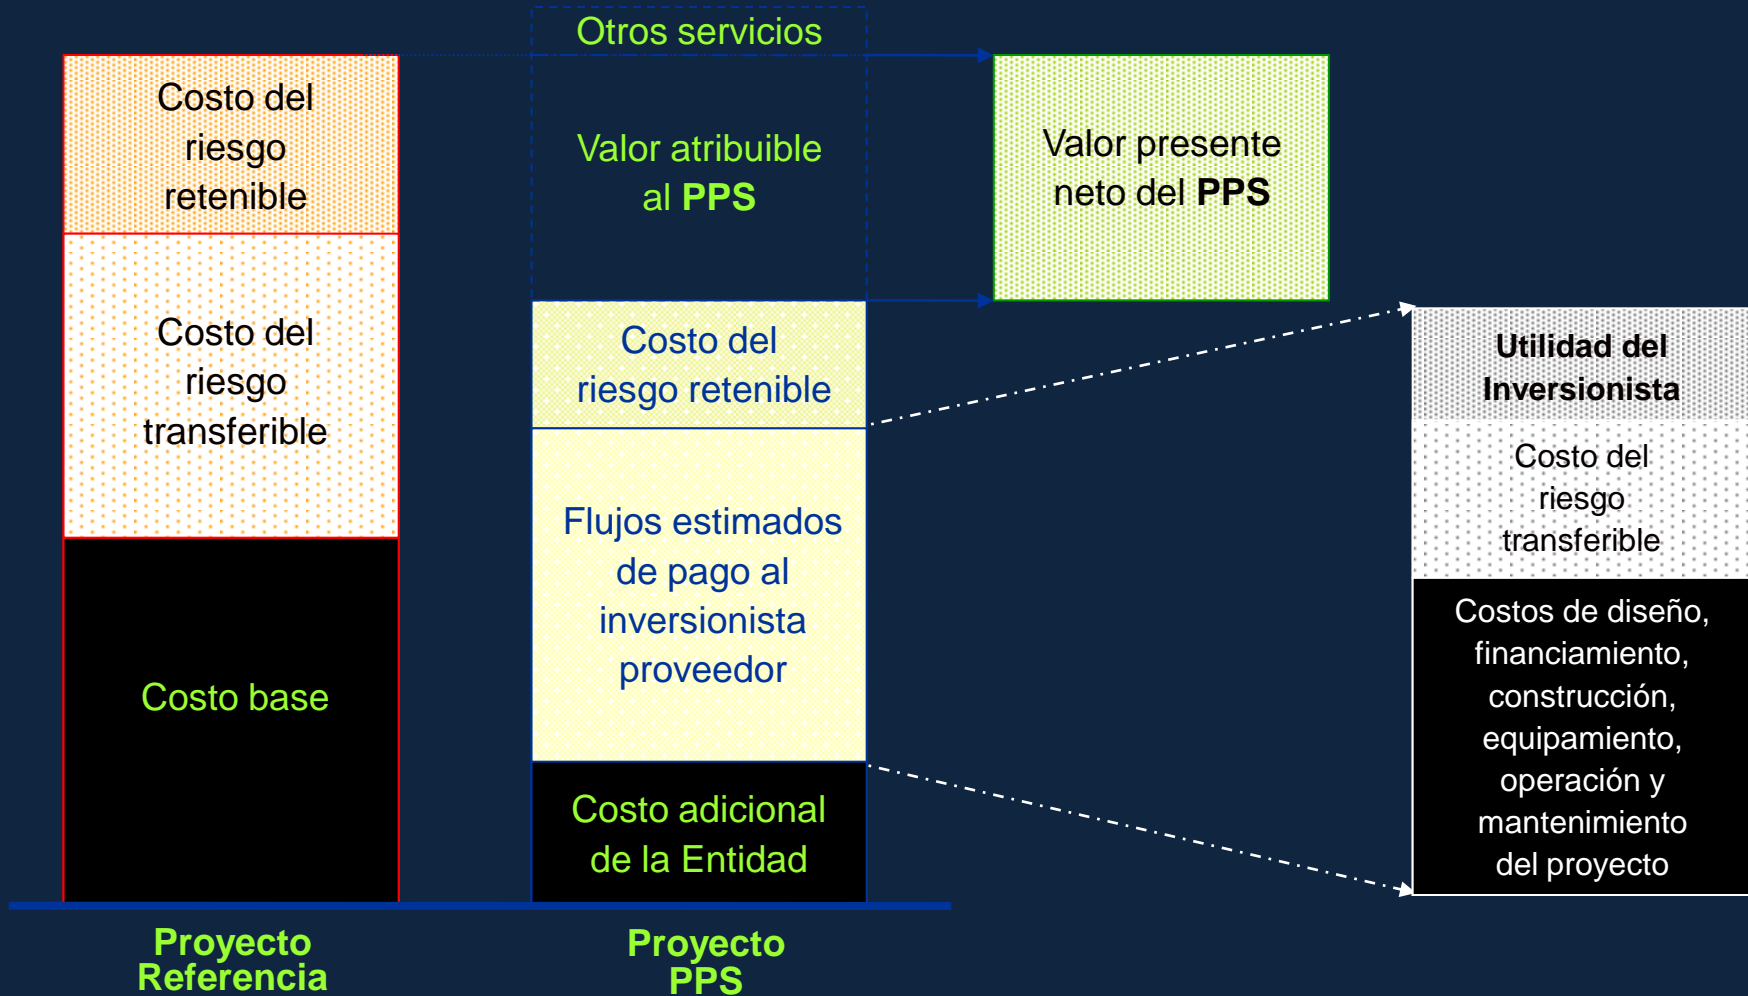 Costo del
riesgo
retenible
Costo del
riesgo
transferible
Costo base
Proyecto
Referencia
Otros servicios
Valor atribuible
al PPS
Costo del
riesgo retenible
Flujos estimados
de pago al
inversionista
proveedor
Costo adicional
de la Entidad
Proyecto
PPS
Valor presente
neto del PPS
Utilidad del
Inversionista
Costo del
riesgo
transferible
Costos de diseño,
financiamiento,
construcción,
equipamiento,
operación y
mantenimiento
del proyecto